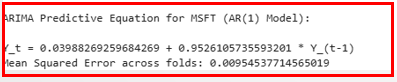 ARIMA Predictive Equation for MSFT (AR(1) Model):
Y_t = 0.03988269259684269 + 0.9526105735593201 * Y_(t-1)
Mean Squared Error across folds: 0.00954537714565019